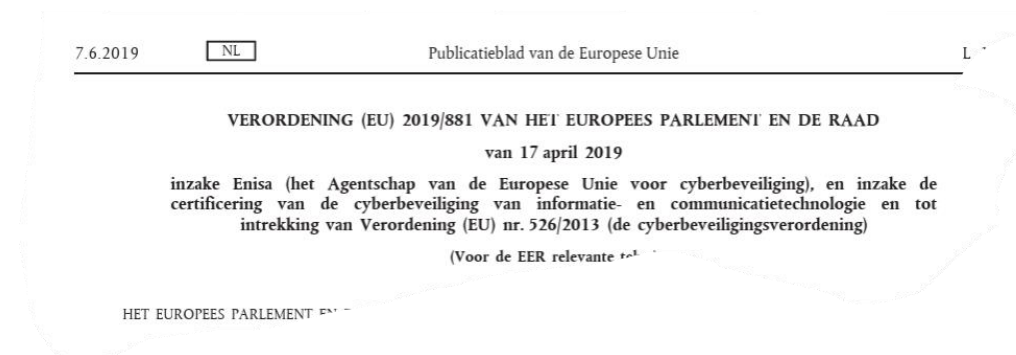 7.6.2019 NL Publicatieblad van de Europese Unie L
VERORDENING (EU) 2019/881 VAN HET EUROPEES PARLEMENT EN DE RAAD
van 17 april 2019
inzake Enisa (het Agentschap van de Europese Unie voor cyberbeveiliging), en inzake de
certificering van de cyberbeveiliging van informatie- en communicatietechnologie en tot
intrekking van Verordening (EU) nr. 526/2013 (de cyberbeveiligingsverordening)
(Voor de EER relevante
HET EUROPEES PARLEMENT